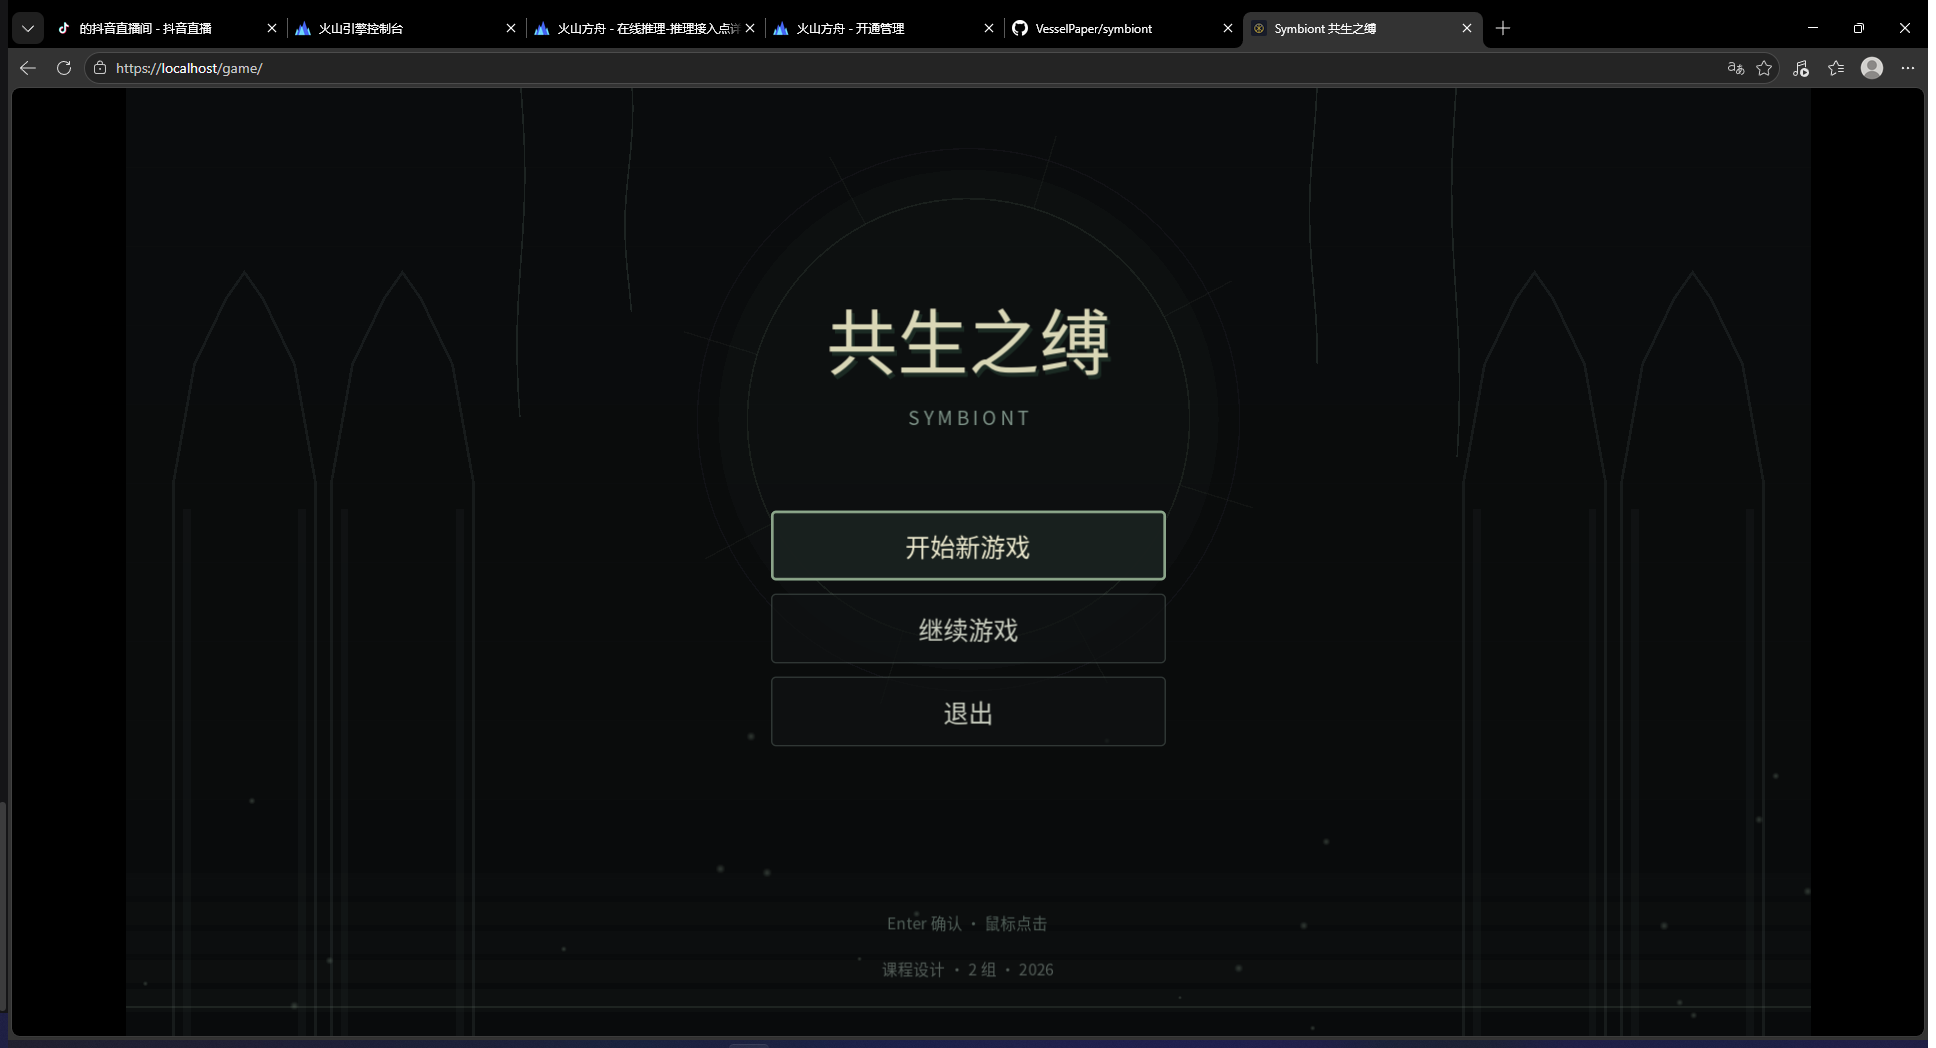 的抖音直播间 - 抖音直播
火山引擎控制台
火山方舟 - 在线推理-推理接入点详
火山方舟 - 开通管理
VesselPaper/symbiont
Symbiont 共生之缚
https://localhost/game/
共生之缚
SYMBIONT
开始新游戏
继续游戏
退出
Enter 确认 · 鼠标点击
课程设计 · 2 组 · 2026